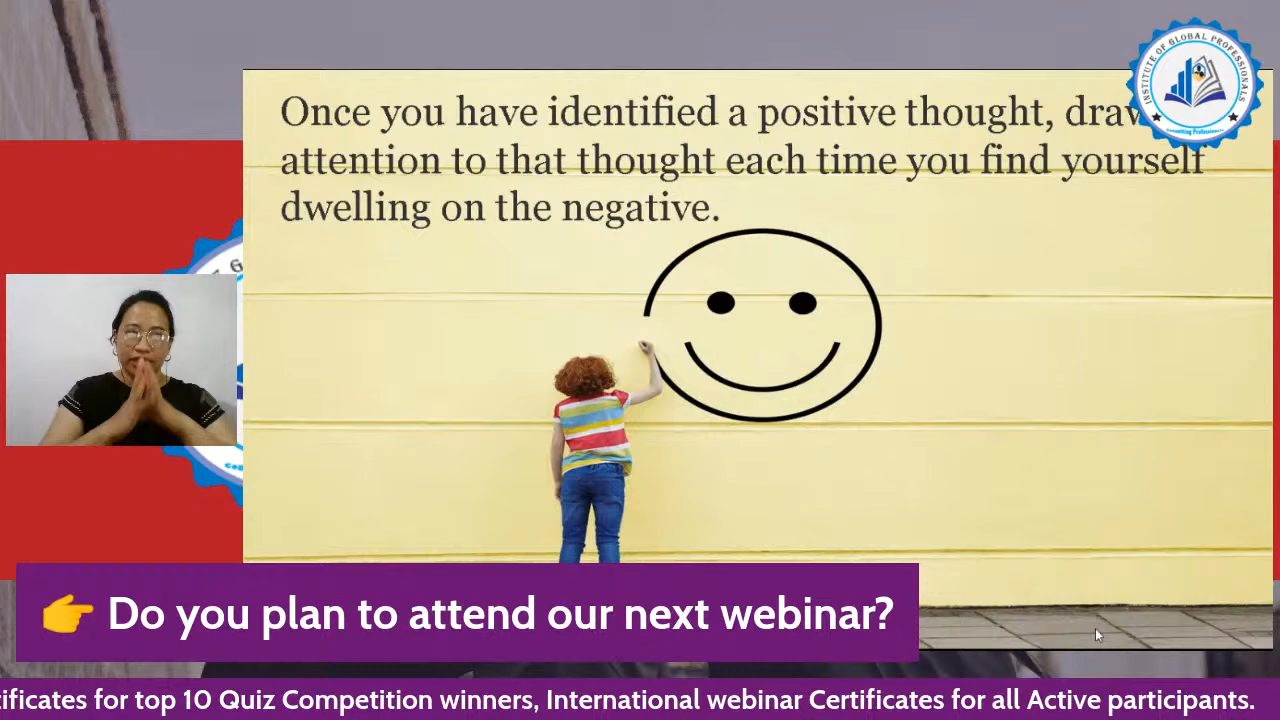 Once you have identified a positive thought, draw
attention to that thought each time you find yourself
dwelling on the negative.
INSTITUTE OF GLOBAL PROFESSIONALS
Consulting Professionals
👉 Do you plan to attend our next webinar?
tificates for top 10 Quiz Competition winners, International webinar Certificates for all Active participants.